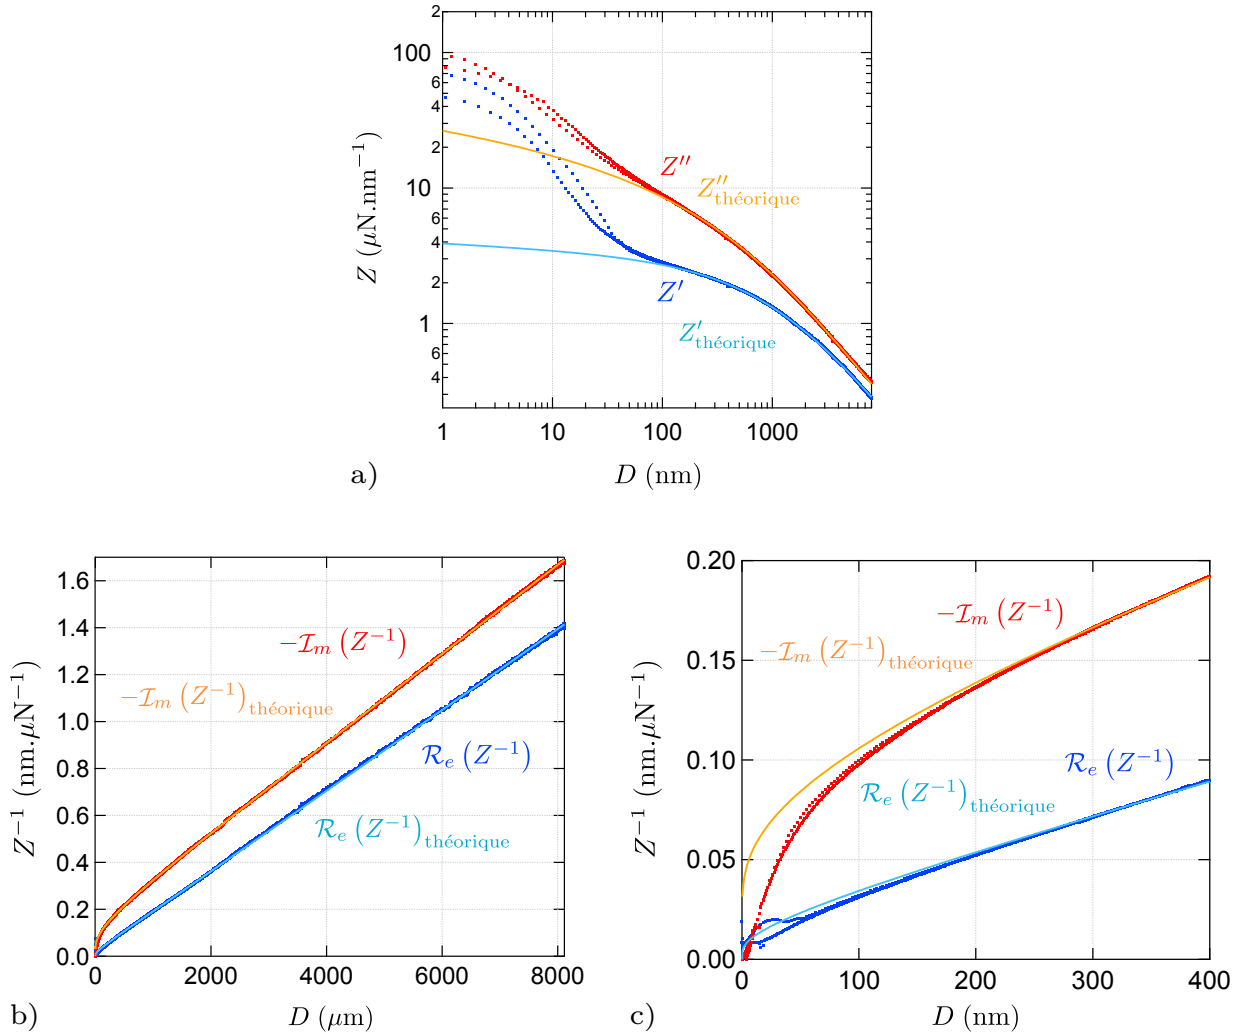 2
100
6
4
2
10
6
4
2
1
6
4
Z (μN.nm⁻¹)
Z''
Z''théorique
Z'
Z'théorique
1 10 100 1000
a) D (nm)
1.6
1.4
1.2
1.0
0.8
0.6
0.4
0.2
0.0
Z⁻¹ (nm.μN⁻¹)
−ℐm (Z⁻¹)
−ℐm (Z⁻¹)théorique
ℛe (Z⁻¹)
ℛe (Z⁻¹)théorique
0 2000 4000 6000 8000
b) D (μm)
0.20
0.15
0.10
0.05
0.00
Z⁻¹ (nm.μN⁻¹)
−ℐm (Z⁻¹)
−ℐm (Z⁻¹)théorique
ℛe (Z⁻¹)
ℛe (Z⁻¹)théorique
0 100 200 300 400
c) D (nm)